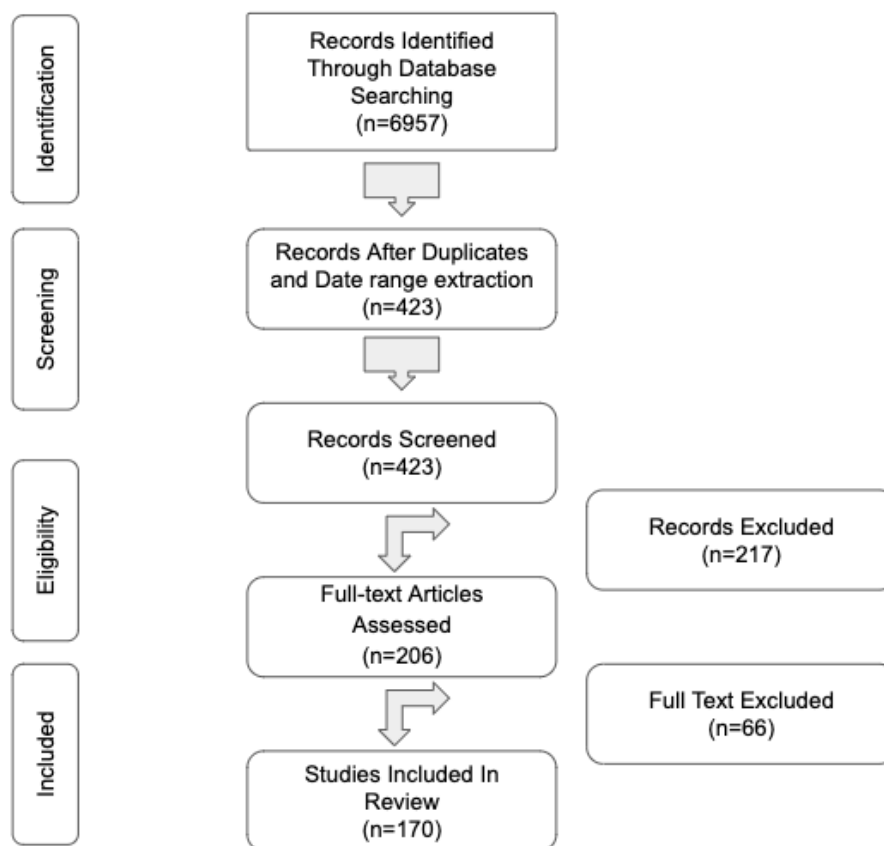 Identification
Records Identified
Through Database
Searching
(n=6957)
Screening
Records After Duplicates
and Date range extraction
(n=423)
Records Screened
(n=423)
Eligibility
Records Excluded
(n=217)
Full-text Articles
Assessed
(n=206)
Included
Full Text Excluded
(n=66)
Studies Included In
Review
(n=170)